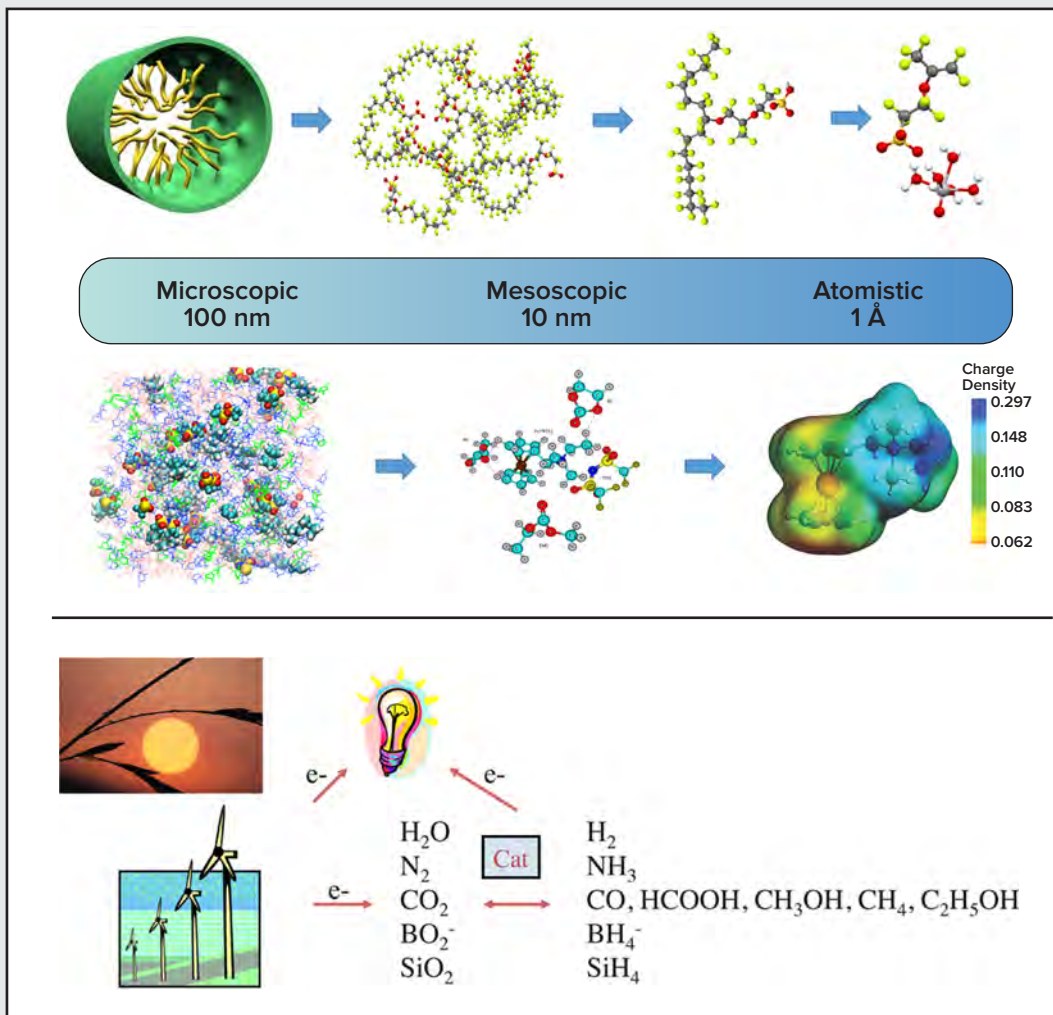 Microscopic
100 nm
Mesoscopic
10 nm
Atomistic
1 Å
Charge
Density
0.297
0.148
0.110
0.083
0.062
e-
e-
H₂O
N₂
CO₂
BO₂⁻
SiO₂
e-
Cat
H₂
NH₃
CO, HCOOH, CH₃OH, CH₄, C₂H₅OH
BH₄⁻
SiH₄